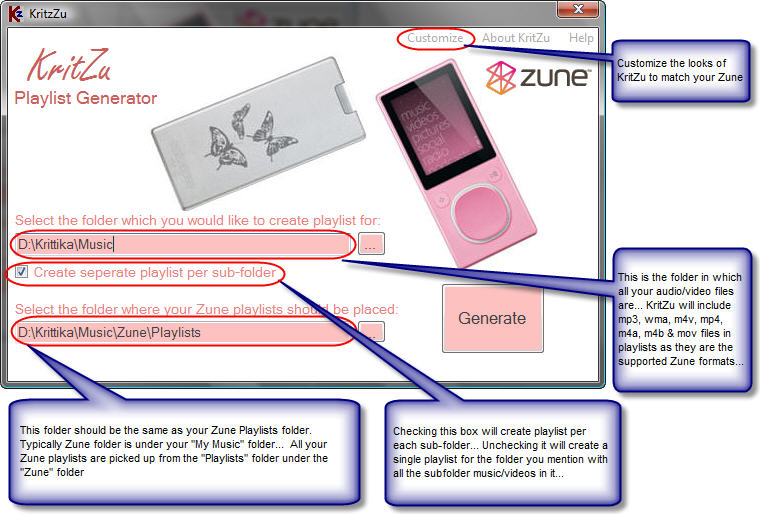 KritzZu
Customize About KritZu Help
KritZu
Playlist Generator
zune
music
videos
pictures
social
radio
Customize the looks of
KritZu to match your Zune
Select the folder which you would like to create playlist for:
D:\Krittika\Music
...
Create seperate playlist per sub-folder
Select the folder where your Zune playlists should be placed:
D:\Krittika\Music\Zune\Playlists
...
Generate
This is the folder in which
all your audio/video files
are... KritZu will include
mp3, wma, m4v, mp4,
m4a, m4b & mov files in
playlists as they are the
supported Zune formats...
This folder should be the same as your Zune Playlists folder.
Typically Zune folder is under your "My Music" folder... All your
Zune playlists are picked up from the "Playlists" folder under the
"Zune" folder
Checking this box will create playlist per
each sub-folder... Unchecking it will create a
single playlist for the folder you mention with
all the subfolder music/videos in it...